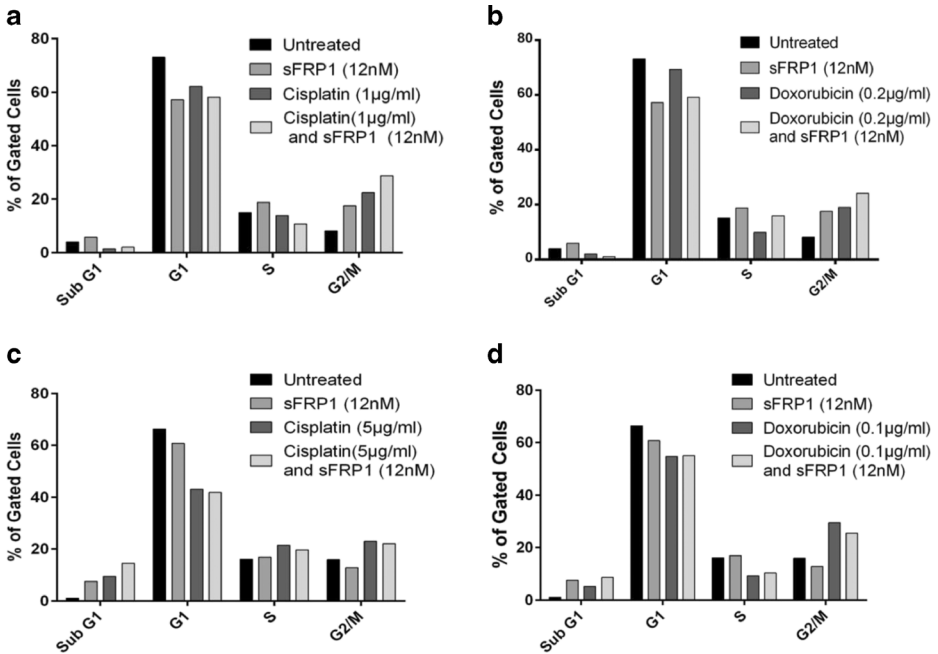 a
80
60
40
20
0
% of Gated Cells
Untreated
sFRP1 (12nM)
Cisplatin (1µg/ml)
Cisplatin(1µg/ml)
and sFRP1 (12nM)
Sub G1
G1
S
G2/M
b
80
60
40
20
0
% of Gated Cells
Untreated
sFRP1 (12nM)
Doxorubicin (0.2µg/ml)
Doxorubicin (0.2µg/ml)
and sFRP1 (12nM)
Sub G1
G1
S
G2/M
c
80
60
40
20
0
% of Gated Cells
Untreated
sFRP1 (12nM)
Cisplatin (5µg/ml)
Cisplatin(5µg/ml)
and sFRP1 (12nM)
Sub G1
G1
S
G2/M
d
80
60
40
20
0
% of Gated Cells
Untreated
sFRP1 (12nM)
Doxorubicin (0.1µg/ml)
Doxorubicin (0.1µg/ml)
and sFRP1 (12nM)
Sub G1
G1
S
G2/M